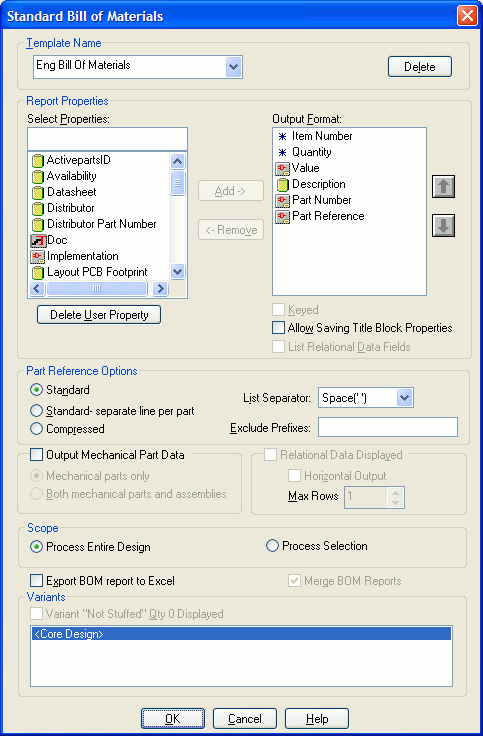 Standard Bill of Materials
Template Name
Eng Bill Of Materials
Delete
Report Properties
Select Properties:
ActivepartsID
Availability
Datasheet
Distributor
Distributor Part Number
Doc
Implementation
Layout PCB Footprint
Delete User Property
Add ->
<- Remove
Output Format:
Item Number
Quantity
Value
Description
Part Number
Part Reference
Keyed
Allow Saving Title Block Properties
List Relational Data Fields
Part Reference Options
Standard
Standard- separate line per part
Compressed
List Separator:
Space(' ')
Exclude Prefixes:
Output Mechanical Part Data
Mechanical parts only
Both mechanical parts and assemblies
Relational Data Displayed
Horizontal Output
Max Rows
1
Scope
Process Entire Design
Process Selection
Export BOM report to Excel
Merge BOM Reports
Variants
Variant "Not Stuffed" Qty 0 Displayed
<Core Design>
OK
Cancel
Help